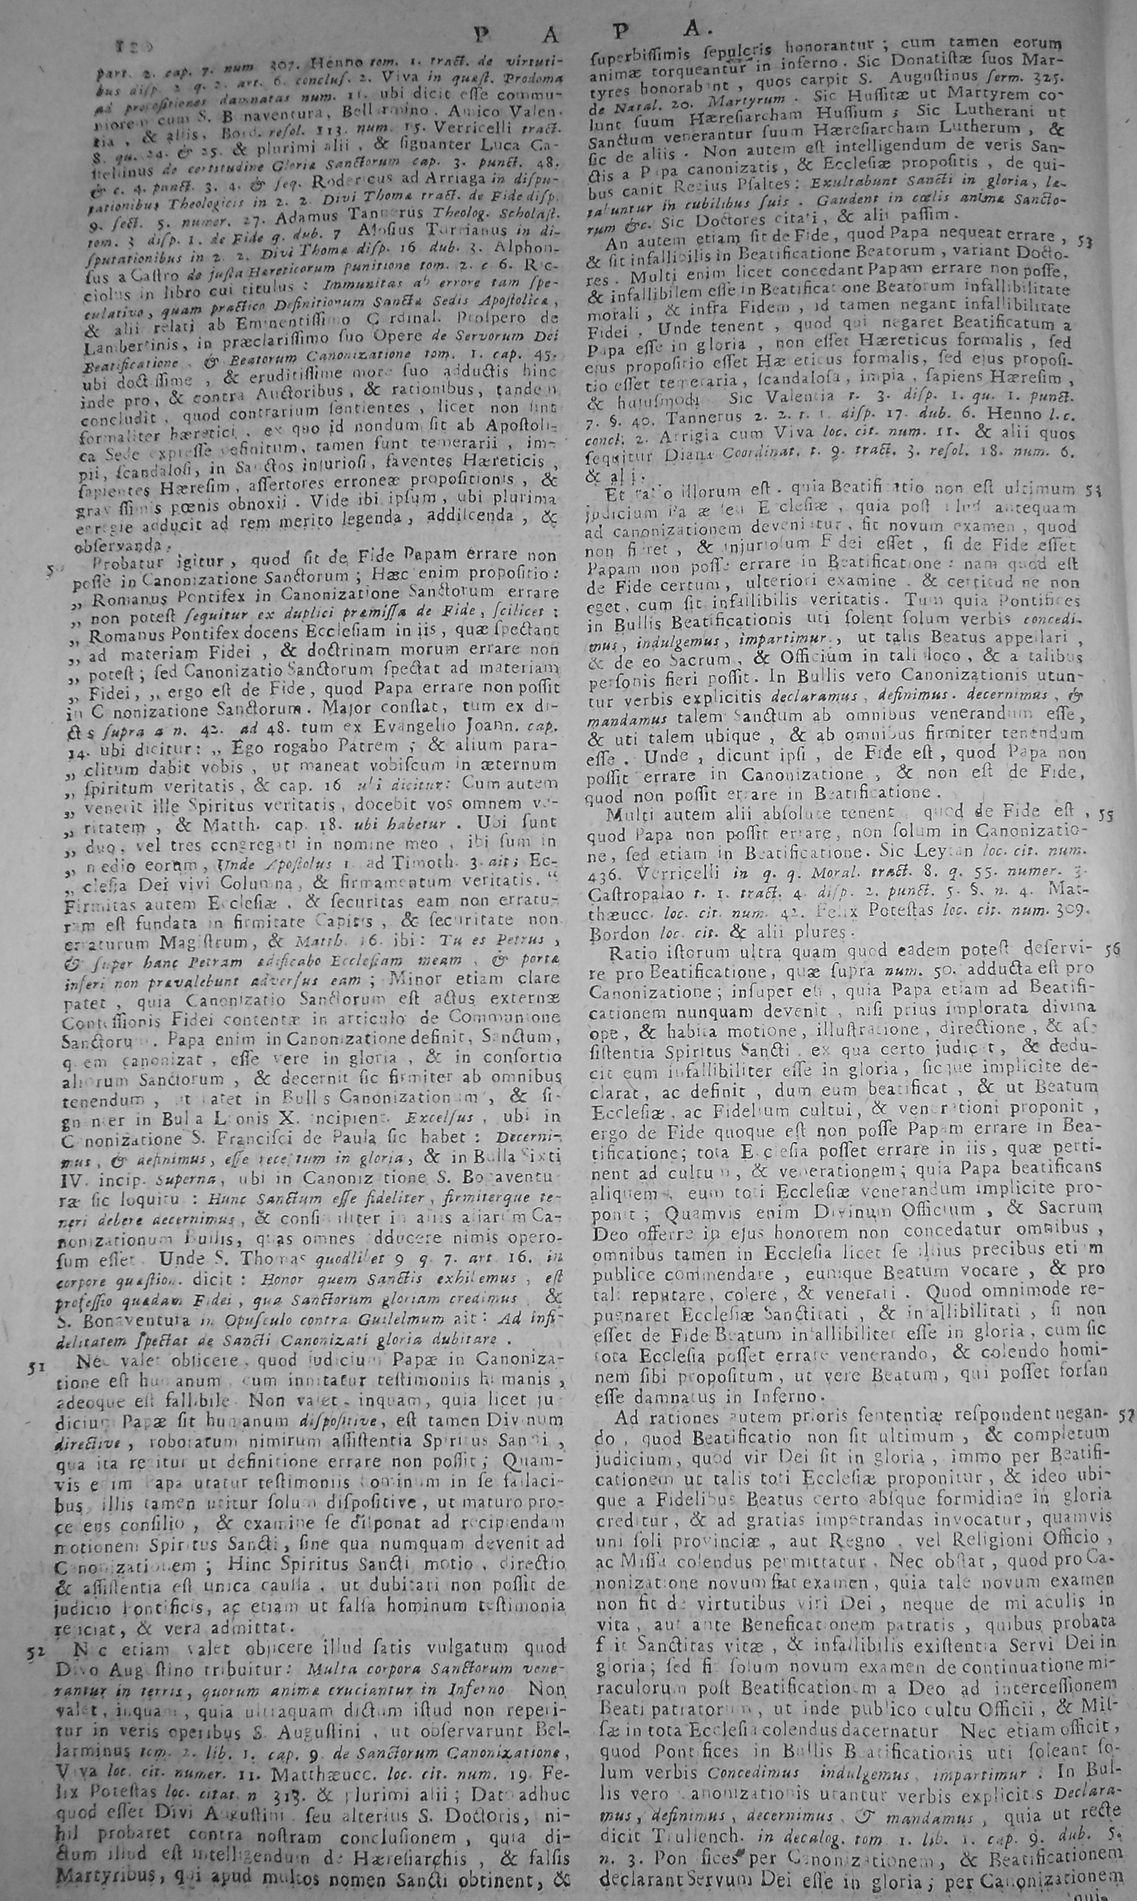 P A P A.
part. 2. cap. 7. num 307. Henno tom. 1. tract. de virtuti-
bus disp. 2. q. 2. art. 6. conclus. 2. Viva in quæst. Prodoma
ad propositiones damnatas num. 11. ubi dicit esse commu-
niorem cum S. Bonaventura, Bellarmino. Amico Valen-
tia, & aliis, Bord. resol. 113. num. 15. Verricelli tract.
8. qu. 24. & 25. & plurimi alii, & signanter Luca Ca-
stellinus de certitudine Gloriæ Sanctorum cap. 3. punct. 48.
& c. 4. punct. 3. 4. & seq. Rodericus ad Arriaga in dispu-
tationibus Theologicis in 2. 2. Divi Thomæ tract. de Fide disp.
9. sect. 5. numer. 27. Adamus Tannerus Theolog. Scholast.
tom. 3 disp. 1. de Fide q. dub. 7 Aloisius Turrianus in di-
sputationibus in 2. 2. Divi Thomæ disp. 16 dub. 3. Alphon-
sus a Castro de justa Hæreticorum punitione tom. 2. c 6. Ric-
ciolus in libro cui titulus: Immunitas ab errore tam spe-
culativo, quam practico Definitionum Sanctæ Sedis Apostolicæ,
& alii relati ab Eminentissimo Cardinal. Prospero de
Lambertinis, in præclarissimo suo Opere de Servorum Dei
Beatificatione, & Beatorum Canonizatione tom. 1. cap. 45.
ubi doctissime, & eruditissime more suo adductis hinc
inde pro, & contra Auctoribus, & rationibus, tandem
concludit, quod contrarium sentientes, licet non sint
formaliter hæretici, ex quo id nondum sit ab Apostoli-
ca Sede expresse definitum, tamen sunt temerarii, im-
pii, scandalosi, in Sanctos injuriosi, faventes Hæreticis,
sapientes Hæresim, assertores erroneæ propositionis, &
gravissimis pœnis obnoxii. Vide ibi ipsum, ubi plurima
egregie adducit ad rem merito legenda, addiscenda, &
observanda.
Probatur igitur, quod sit de Fide Papam errare non
posse in Canonizatione Sanctorum; Hæc enim propositio:
„ Romanus Pontifex in Canonizatione Sanctorum errare
„ non potest sequitur ex duplici præmissa de Fide, scilicet:
„ Romanus Pontifex docens Ecclesiam in iis, quæ spectant
„ ad materiam Fidei, & doctrinam morum errare non
„ potest; sed Canonizatio Sanctorum spectat ad materiam
„ Fidei, „ ergo est de Fide, quod Papa errare non possit
in Canonizatione Sanctorum. Major constat, tum ex di-
ctis supra a n. 42. ad 48. tum ex Evangelio Joann. cap.
14. ubi dicitur: „ Ego rogabo Patrem; & alium para-
„ clitum dabit vobis, ut maneat vobiscum in æternum
„ spiritum veritatis, & cap. 16 ubi dicitur: Cum autem
„ venerit ille Spiritus veritatis, docebit vos omnem ve-
„ ritatem, & Matth. cap. 18. ubi habetur. Ubi sunt
„ duo, vel tres congregati in nomine meo, ibi sum in
„ medio eorum, Unde Apostolus 1. ad Timoth. 3. ait; Ec-
„ clesia Dei vivi Columna, & firmamentum veritatis. “
Firmitas autem Ecclesiæ, & securitas eam non erratu-
ram est fundata in firmitate Capitis, & securitate non
erraturum Magistrum, & Matth. 16. ibi: Tu es Petrus,
& super hanc Petram ædificabo Ecclesiam meam, & portæ
inferi non prævalebunt adversus eam; Minor etiam clare
patet, quia Canonizatio Sanctorum est actus externæ
Confessionis Fidei contentæ in articulo de Communione
Sanctorum. Papa enim in Canonizatione definit, Sanctum,
quem canonizat, esse vere in gloria, & in consortio
aliorum Sanctorum, & decernit sic firmiter ab omnibus
tenendum, ut patet in Bullis Canonizationum, & si-
gnanter in Bulla Leonis X. incipient. Excelsus, ubi in
Canonizatione S. Francisci de Paula sic habet: Decerni-
mus, & definimus, esse receptum in gloria, & in Bulla Sixti
IV. incip. Superna, ubi in Canonizatione S. Bonaventu-
ræ sic loquitur: Hunc Sanctum esse fideliter, firmiterque te-
neri debere decernimus, & consimiliter in aliis aliarum Ca-
nonizationum Bullis, quas omnes adducere nimis opero-
sum esset. Unde S. Thomas quodlibet 9 q. 7. art 16. in
corpore quæstion. dicit: Honor quem Sanctis exhibemus, est
professio quædam Fidei, qua Sanctorum gloriam credimus, &
S. Bonaventura in Opusculo contra Guilelmum ait: Ad infi-
delitatem spectat de Sancti Canonizati gloria dubitare.
51 Nec valet objicere, quod judicium Papæ in Canoniza-
tione est humanum, cum innitatur testimoniis humanis,
adeoque est fallibile. Non valet, inquam, quia licet ju-
dicium Papæ sit humanum dispositive, est tamen Divinum
directive, roboratum nimirum assistentia Spiritus Sancti,
qua ita regitur ut definitione errare non possit; Quam-
vis enim Papa utatur testimoniis hominum in se fallaci-
bus, illis tamen utitur solum dispositive, ut maturo pro-
cedens consilio, & examine se disponat ad recipiendam
motionem Spiritus Sancti, sine qua numquam devenit ad
Canonizationem; Hinc Spiritus Sancti motio, directio
& assistentia est unica caussa, ut dubitari non possit de
judicio Pontificis, ac etiam ut falsa hominum testimonia
rejiciat, & vera admittat.
52 Nec etiam valet objicere illud satis vulgatum quod
Divo Augustino tribuitur: Multa corpora Sanctorum vene-
rantur in terris, quorum animæ cruciantur in Inferno Non
valet, inquam, quia utitaquam dictum istud non reperi-
tur in veris operibus S. Augustini, ut observarunt Bel-
larminus tom. 2. lib. 1. cap. 9. de Sanctorum Canonizatione,
Viva loc. cit. numer. 11. Matthæucc. loc. cit. num. 19. Fe-
lix Potestas loc. citat. n 313. & plurimi alii; Dato adhuc
quod esset Divi Augustini, seu alterius S. Doctoris, ni-
hil probaret contra nostram conclusionem, quia di-
ctum illud est intelligendum de Hæresiarchis, & falsis
Martyribus, qui apud multos nomen Sancti obtinent, &
superbissimis sepulcris honorantur; cum tamen eorum
animæ torqueantur in inferno. Sic Donatistæ suos Mar-
tyres honorabant, quos carpit S. Augustinus serm. 325.
de Natal. 20. Martyrum. Sic Hussitæ ut Martyrem co-
lunt suum Hæresiarcham Hussium; Sic Lutherani ut
Sanctum venerantur suum Hæresiarcham Lutherum, &
sic de aliis. Non autem est intelligendum de veris San-
ctis a Papa canonizatis, & Ecclesiæ propositis, de qui-
bus canit Regius Psaltes: Exultabunt Sancti in gloria, læ-
tabuntur in cubilibus suis. Gaudent in cœlis animæ Sancto-
rum &c. Sic Doctores citati, & alii passim.
An autem etiam sit de Fide, quod Papa nequeat errare, 53
& sit infallibilis in Beatificatione Beatorum, variant Docto-
res. Multi enim licet concedant Papam errare non posse,
& infallibilem esse in Beatificatione Beatorum infallibilitate
morali, & infra Fidem, id tamen negant infallibilitate
Fidei. Unde tenent, quod qui negaret Beatificatum a
Papa esse in gloria, non esset Hæreticus formalis, sed
ejus propositio esset Hæreticus formalis, sed ejus proposi-
tio esset temeraria, scandalosa, impia, sapiens Hæresim,
& hujusmodi Sic Valentia t. 3. disp. 1. qu. 1. punct.
7. §. 40. Tannerus 2. 2. t. 1. disp. 17. dub. 6. Henno l. c.
concl. 2. Arrigia cum Viva loc. cit. num. 11. & alii quos
sequitur Diana Coordinat. t. 9. tract. 3. resol. 18. num. 6.
& alii.
Et ratio illorum est. quia Beatificatio non est ultimum 54
judicium Papæ seu Ecclesiæ, quia post illud antequam
ad canonizationem deveniatur, fit novum examen, quod
non fieret, & injuriosum Fidei esset, si de Fide esset
Papam non posse errare in Beatificatione: nam quod est
de Fide certum, ulteriori examine. & certitudine non
eget, cum sit infallibilis veritatis. Tum quia Pontifices
in Bullis Beatificationis uti solent solum verbis concedi-
mus, indulgemus, impartimur, ut talis Beatus appellari,
& de eo Sacrum, & Officium in tali loco, & a talibus
personis fieri possit. In Bullis vero Canonizationis utun-
tur verbis explicitis declaramus, definimus. decernimus, &
mandamus talem Sanctum ab omnibus venerandum esse,
& uti talem ubique, & ab omnibus firmiter tenendum
esse. Unde, dicunt ipsi, de Fide est, quod Papa non
possit errare in Canonizatione, & non est de Fide,
quod non possit errare in Beatificatione.
Multi autem alii absolute tenent quod de Fide est, 55
quod Papa non possit errare, non solum in Canonizatio-
ne, sed etiam in Beatificatione. Sic Leyzan loc. cit. num.
436. Verricelli in q. q. Moral. tract. 8. q. 55. numer. 3.
Castropalao t. 1. tract. 4. disp. 2. punct. 5. §. n. 4. Mat-
thæucc. loc. cit. num. 42. Felix Potestas loc. cit. num. 309.
Bordon loc. cit. & alii plures.
Ratio istorum ultra quam quod eadem potest deservi- 56
re pro Beatificatione, quæ supra num. 50. adducta est pro
Canonizatione; insuper est, quia Papa etiam ad Beatifi-
cationem nunquam devenit, nisi prius implorata divina
ope, & habita motione, illustratione, directione, & as-
sistentia Spiritus Sancti, ex qua certo judicat, & dedu-
cit eum infallibiliter esse in gloria, sicque implicite de-
clarat, ac definit, dum eum beatificat, & ut Beatum
Ecclesiæ, ac Fidelium cultui, & venerationi proponit,
ergo de Fide quoque est non posse Papam errare in Bea-
tificatione; tota Ecclesia posset errare in iis, quæ perti-
nent ad cultum, & venerationem; quia Papa beatificans
aliquem, eum toti Ecclesiæ venerandum implicite pro-
ponit; Quamvis enim Divinum Officium, & Sacrum
Deo offerre in ejus honorem non concedatur omnibus,
omnibus tamen in Ecclesia licet se illius precibus etiam
publice commendare, eumque Beatum vocare, & pro
tali reputare, colere, & venerari. Quod omnimode re-
pugnaret Ecclesiæ Sanctitati, & infallibilitati, si non
esset de Fide Beatum infallibiliter esse in gloria, cum sic
tota Ecclesia posset errare venerando, & colendo homi-
nem sibi propositum, ut vere Beatum, qui posset forsan
esse damnatus in Inferno.
Ad rationes autem prioris sententiæ respondent negan- 57
do, quod Beatificatio non sit ultimum, & completum
judicium, quod vir Dei sit in gloria, immo per Beatifi-
cationem ut talis toti Ecclesiæ proponitur, & ideo ubi-
que a Fidelibus Beatus certo absque formidine in gloria
creditur, & ad gratias impetrandas invocatur, quamvis
uni soli provinciæ, aut Regno, vel Religioni Officio,
ac Missa colendus permittatur. Nec obstat, quod pro Ca-
nonizatione novum fiat examen, quia tale novum examen
non fit de virtutibus viri Dei, neque de miraculis in
vita, aut ante Beneficationem patratis, quibus probata
fuit Sanctitas vitæ, & infallibilis existentia Servi Dei in
gloria; sed fit solum novum examen de continuatione mi-
raculorum post Beatificationem a Deo ad intercessionem
Beati patratorum, ut inde publico cultu Officii, & Mis-
sæ in tota Ecclesia colendus dacernatur Nec etiam officit,
quod Pontifices in Bullis Beatificationis uti soleant so-
lum verbis Concedimus indulgemus, impartimur. In Bul-
lis vero Canonizationis utantur verbis explicitis Declara-
mus, definimus, decernimus, & mandamus, quia ut recte
dicit Trullench. in decalog. tom 1. lib. 1. cap. 9. dub. 5.
n. 3. Pontifices per Canonizationem, & Beatificationem
declarant Servum Dei esse in gloria; per Canonizationem